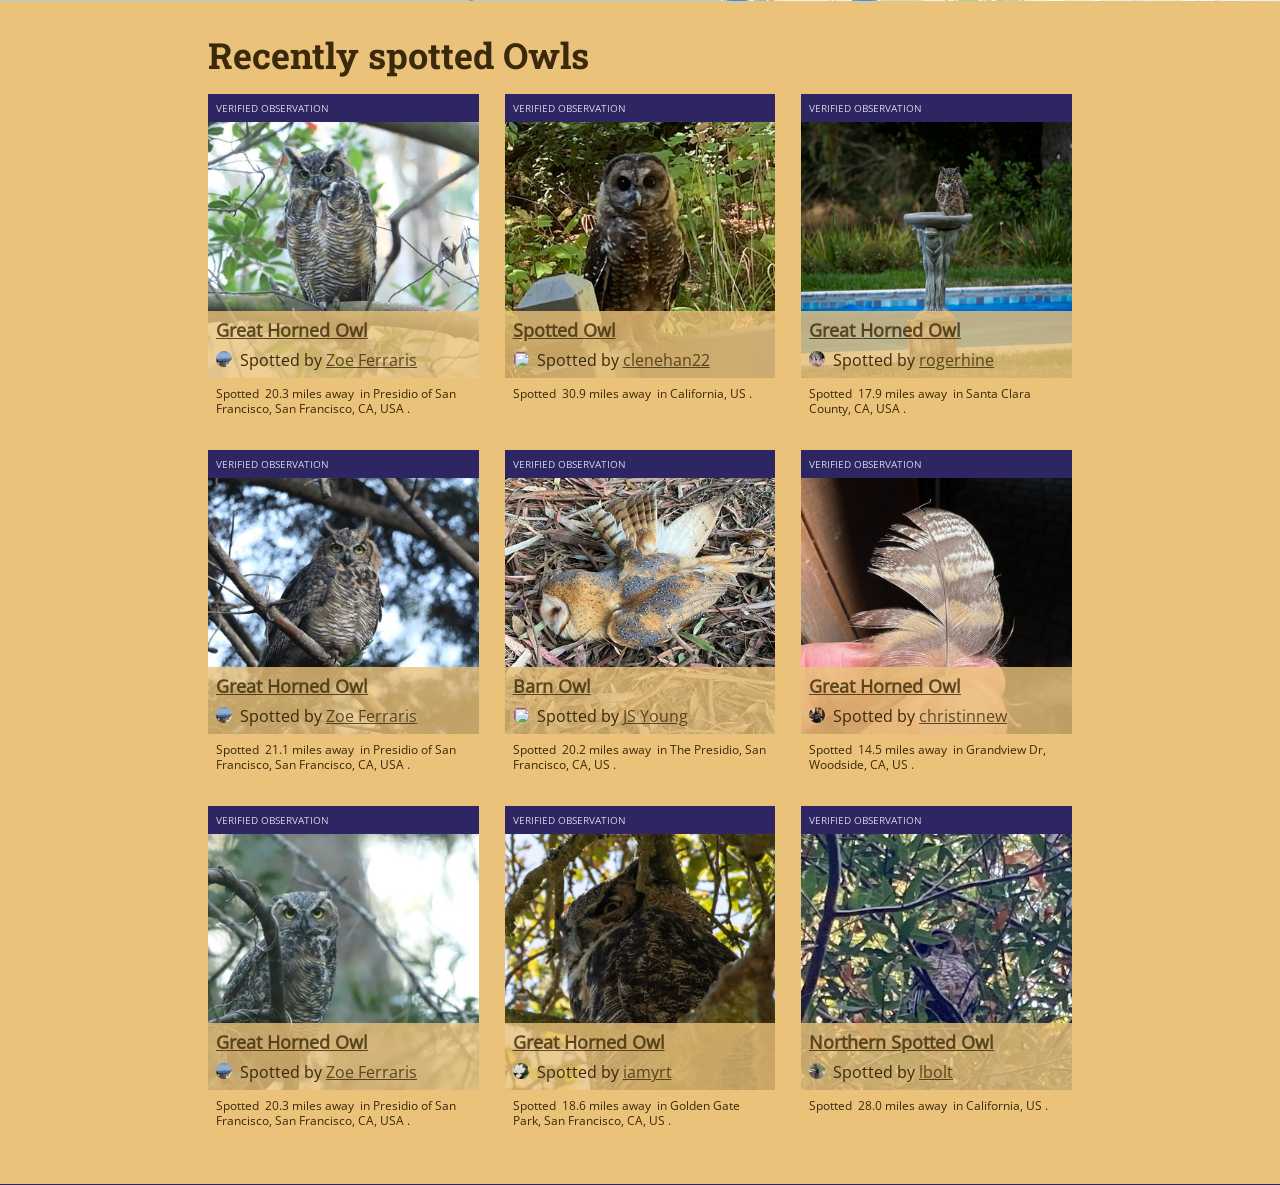 Recently spotted Owls
VERIFIED OBSERVATION
Great Horned Owl
Spotted by Zoe Ferraris
Spotted 20.3 miles away in Presidio of San
Francisco, San Francisco, CA, USA .
VERIFIED OBSERVATION
Spotted Owl
Spotted by clenehan22
Spotted 30.9 miles away in California, US .
VERIFIED OBSERVATION
Great Horned Owl
Spotted by rogerhine
Spotted 17.9 miles away in Santa Clara
County, CA, USA .
VERIFIED OBSERVATION
Great Horned Owl
Spotted by Zoe Ferraris
Spotted 21.1 miles away in Presidio of San
Francisco, San Francisco, CA, USA .
VERIFIED OBSERVATION
Barn Owl
Spotted by JS Young
Spotted 20.2 miles away in The Presidio, San
Francisco, CA, US .
VERIFIED OBSERVATION
Great Horned Owl
Spotted by christinnew
Spotted 14.5 miles away in Grandview Dr,
Woodside, CA, US .
VERIFIED OBSERVATION
Great Horned Owl
Spotted by Zoe Ferraris
Spotted 20.3 miles away in Presidio of San
Francisco, San Francisco, CA, USA .
VERIFIED OBSERVATION
Great Horned Owl
Spotted by iamyrt
Spotted 18.6 miles away in Golden Gate
Park, San Francisco, CA, US .
VERIFIED OBSERVATION
Northern Spotted Owl
Spotted by lbolt
Spotted 28.0 miles away in California, US .